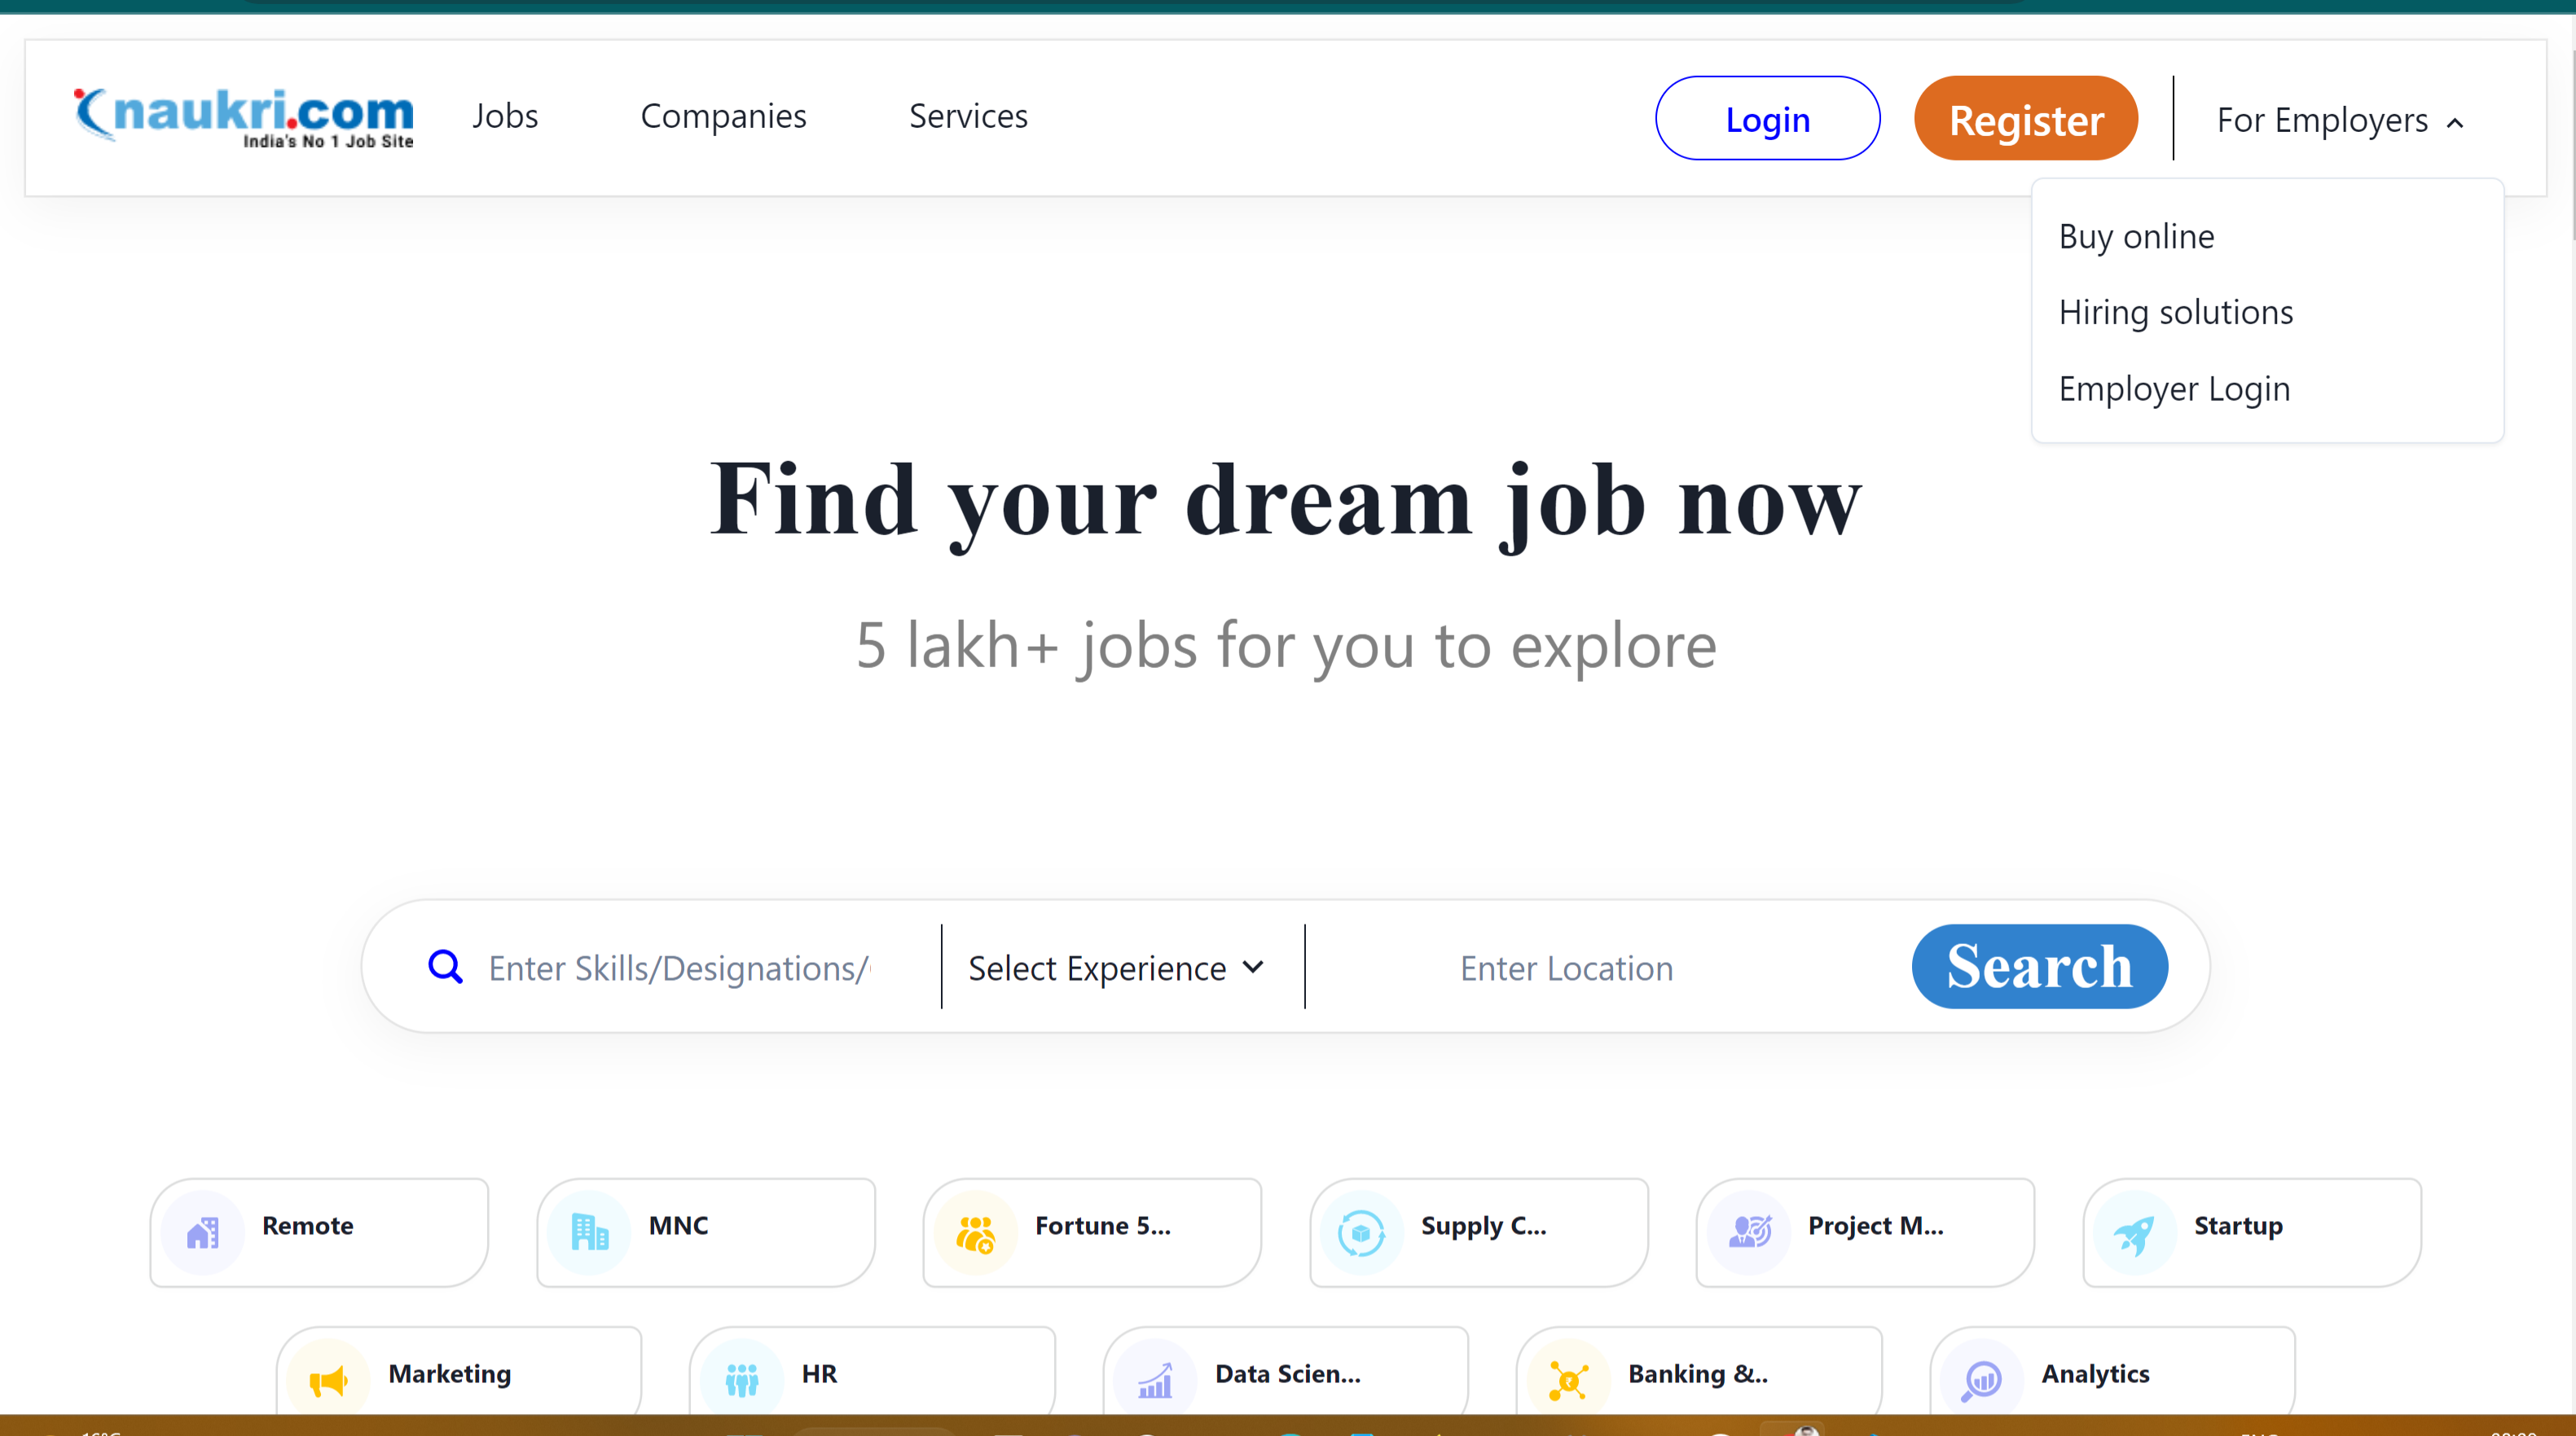 naukri.com
India's No 1 Job Site
Jobs
Companies
Services
Login
Register
For Employers
Buy online
Hiring solutions
Employer Login
Find your dream job now
5 lakh+ jobs for you to explore
Enter Skills/Designations/
Select Experience
Enter Location
Search
Remote
MNC
Fortune 5...
Supply C...
Project M...
Startup
Marketing
HR
Data Scien...
Banking &..
Analytics